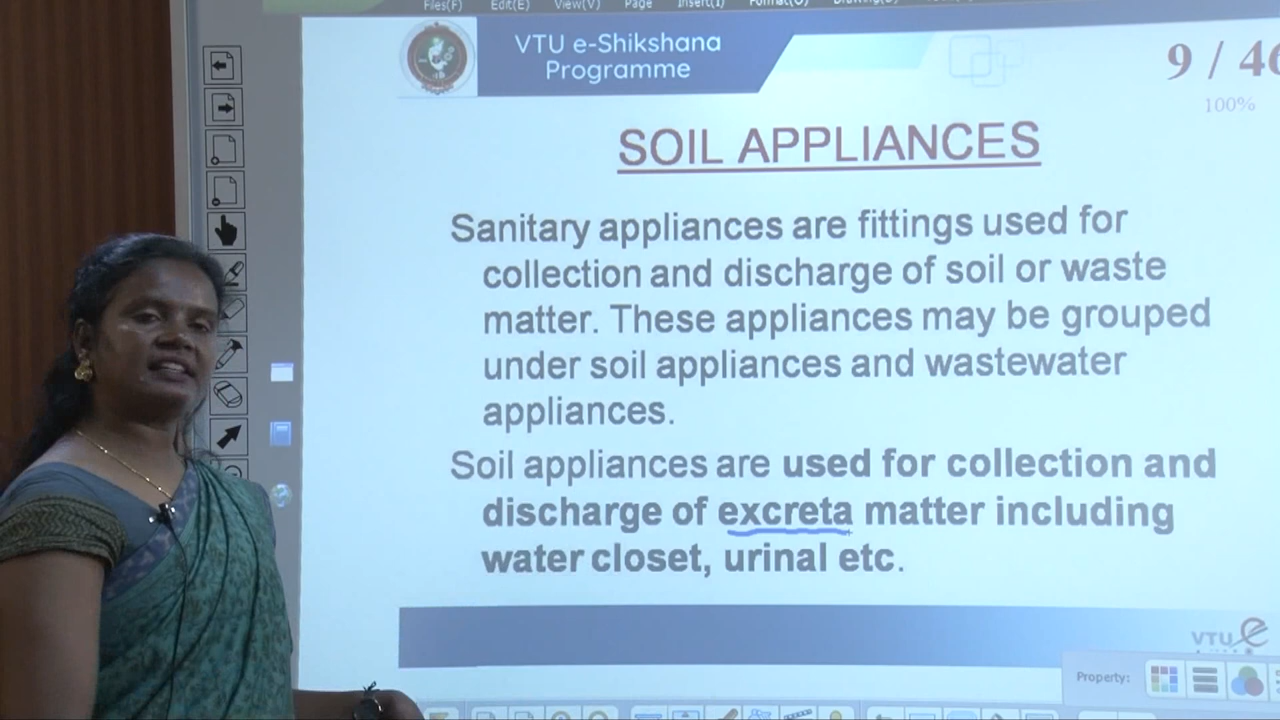 Files(F) Edit(E) View(V) Page Insert(I) Format(O)
VTU e-Shikshana
Programme
9 / 46
100%
SOIL APPLIANCES
Sanitary appliances are fittings used for
collection and discharge of soil or waste
matter. These appliances may be grouped
under soil appliances and wastewater
appliances.
Soil appliances are used for collection and
discharge of excreta matter including
water closet, urinal etc.
VTU e
Property: